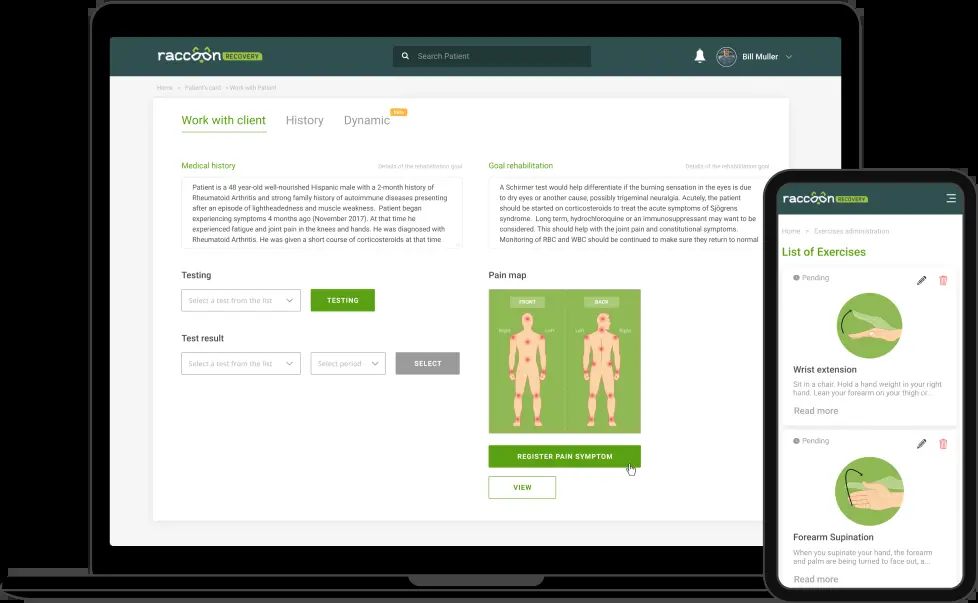 raccoon RECOVERY
Search Patient
Bill Muller
Home > Patient's card > Work with Patient
Work with client
History
Dynamic
Medical history
Details of the rehabilitation goal
Patient is a 48 year-old well-nourished Hispanic male with a 2-month history of
Rheumatoid Arthritis and strong family history of autoimmune diseases presenting
after an episode of lightheadedness and muscle weakness. Patient began
experiencing symptoms 4 months ago (November 2017). At that time he
experienced fatigue and joint pain in the knees and hands. He was diagnosed with
Rheumatoid Arthritis. He was given a short course of corticosteroids at that time
Goal rehabilitation
Details of the rehabilitation goal
A Schirmer test would help differentiate if the burning sensation in the eyes is due
to dry eyes or another cause, possibly trigeminal neuralgia. Acutely, the patient
should be started on corticosteroids to treat the acute symptoms of Sjögrens
syndrome. Long term, hydrochloroquine or an immunosuppressant may want to be
considered. This should help with the joint pain and constitutional symptoms.
Monitoring of RBC and WBC should be continued to make sure they return to normal
Testing
Select a test from the list
TESTING
Test result
Select a test from the list
Select period
SELECT
Pain map
FRONT
BACK
Right
Left
Left
Right
REGISTER PAIN SYMPTOM
VIEW
raccoon RECOVERY
Home > Exercises administration
List of Exercises
Pending
Wrist extension
Sit in a chair. Hold a hand weight in your right
hand. Lean your forearm on your thigh or...
Read more
Pending
Forearm Supination
When you supinate your hand, the forearm
and palm are being turned to face out, a...
Read more